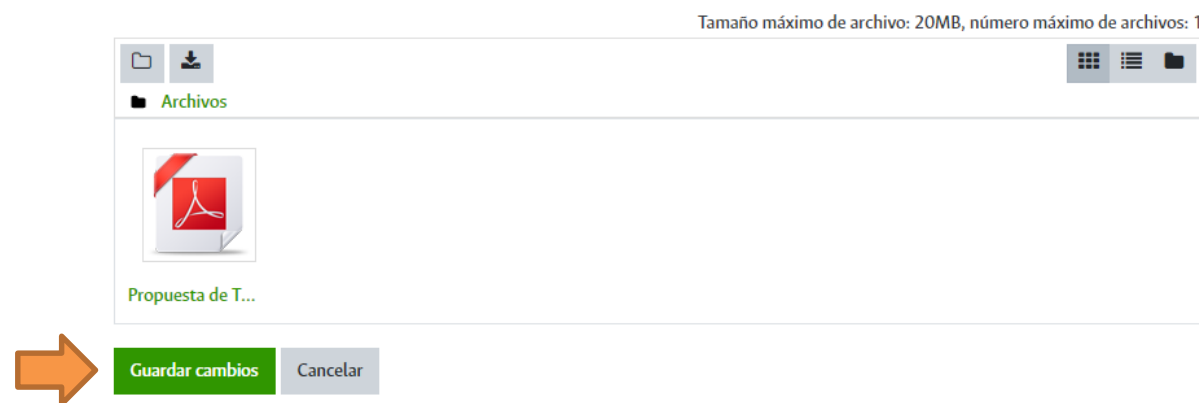 Tamaño máximo de archivo: 20MB, número máximo de archivos: 1
Archivos
Propuesta de T...
Guardar cambios Cancelar